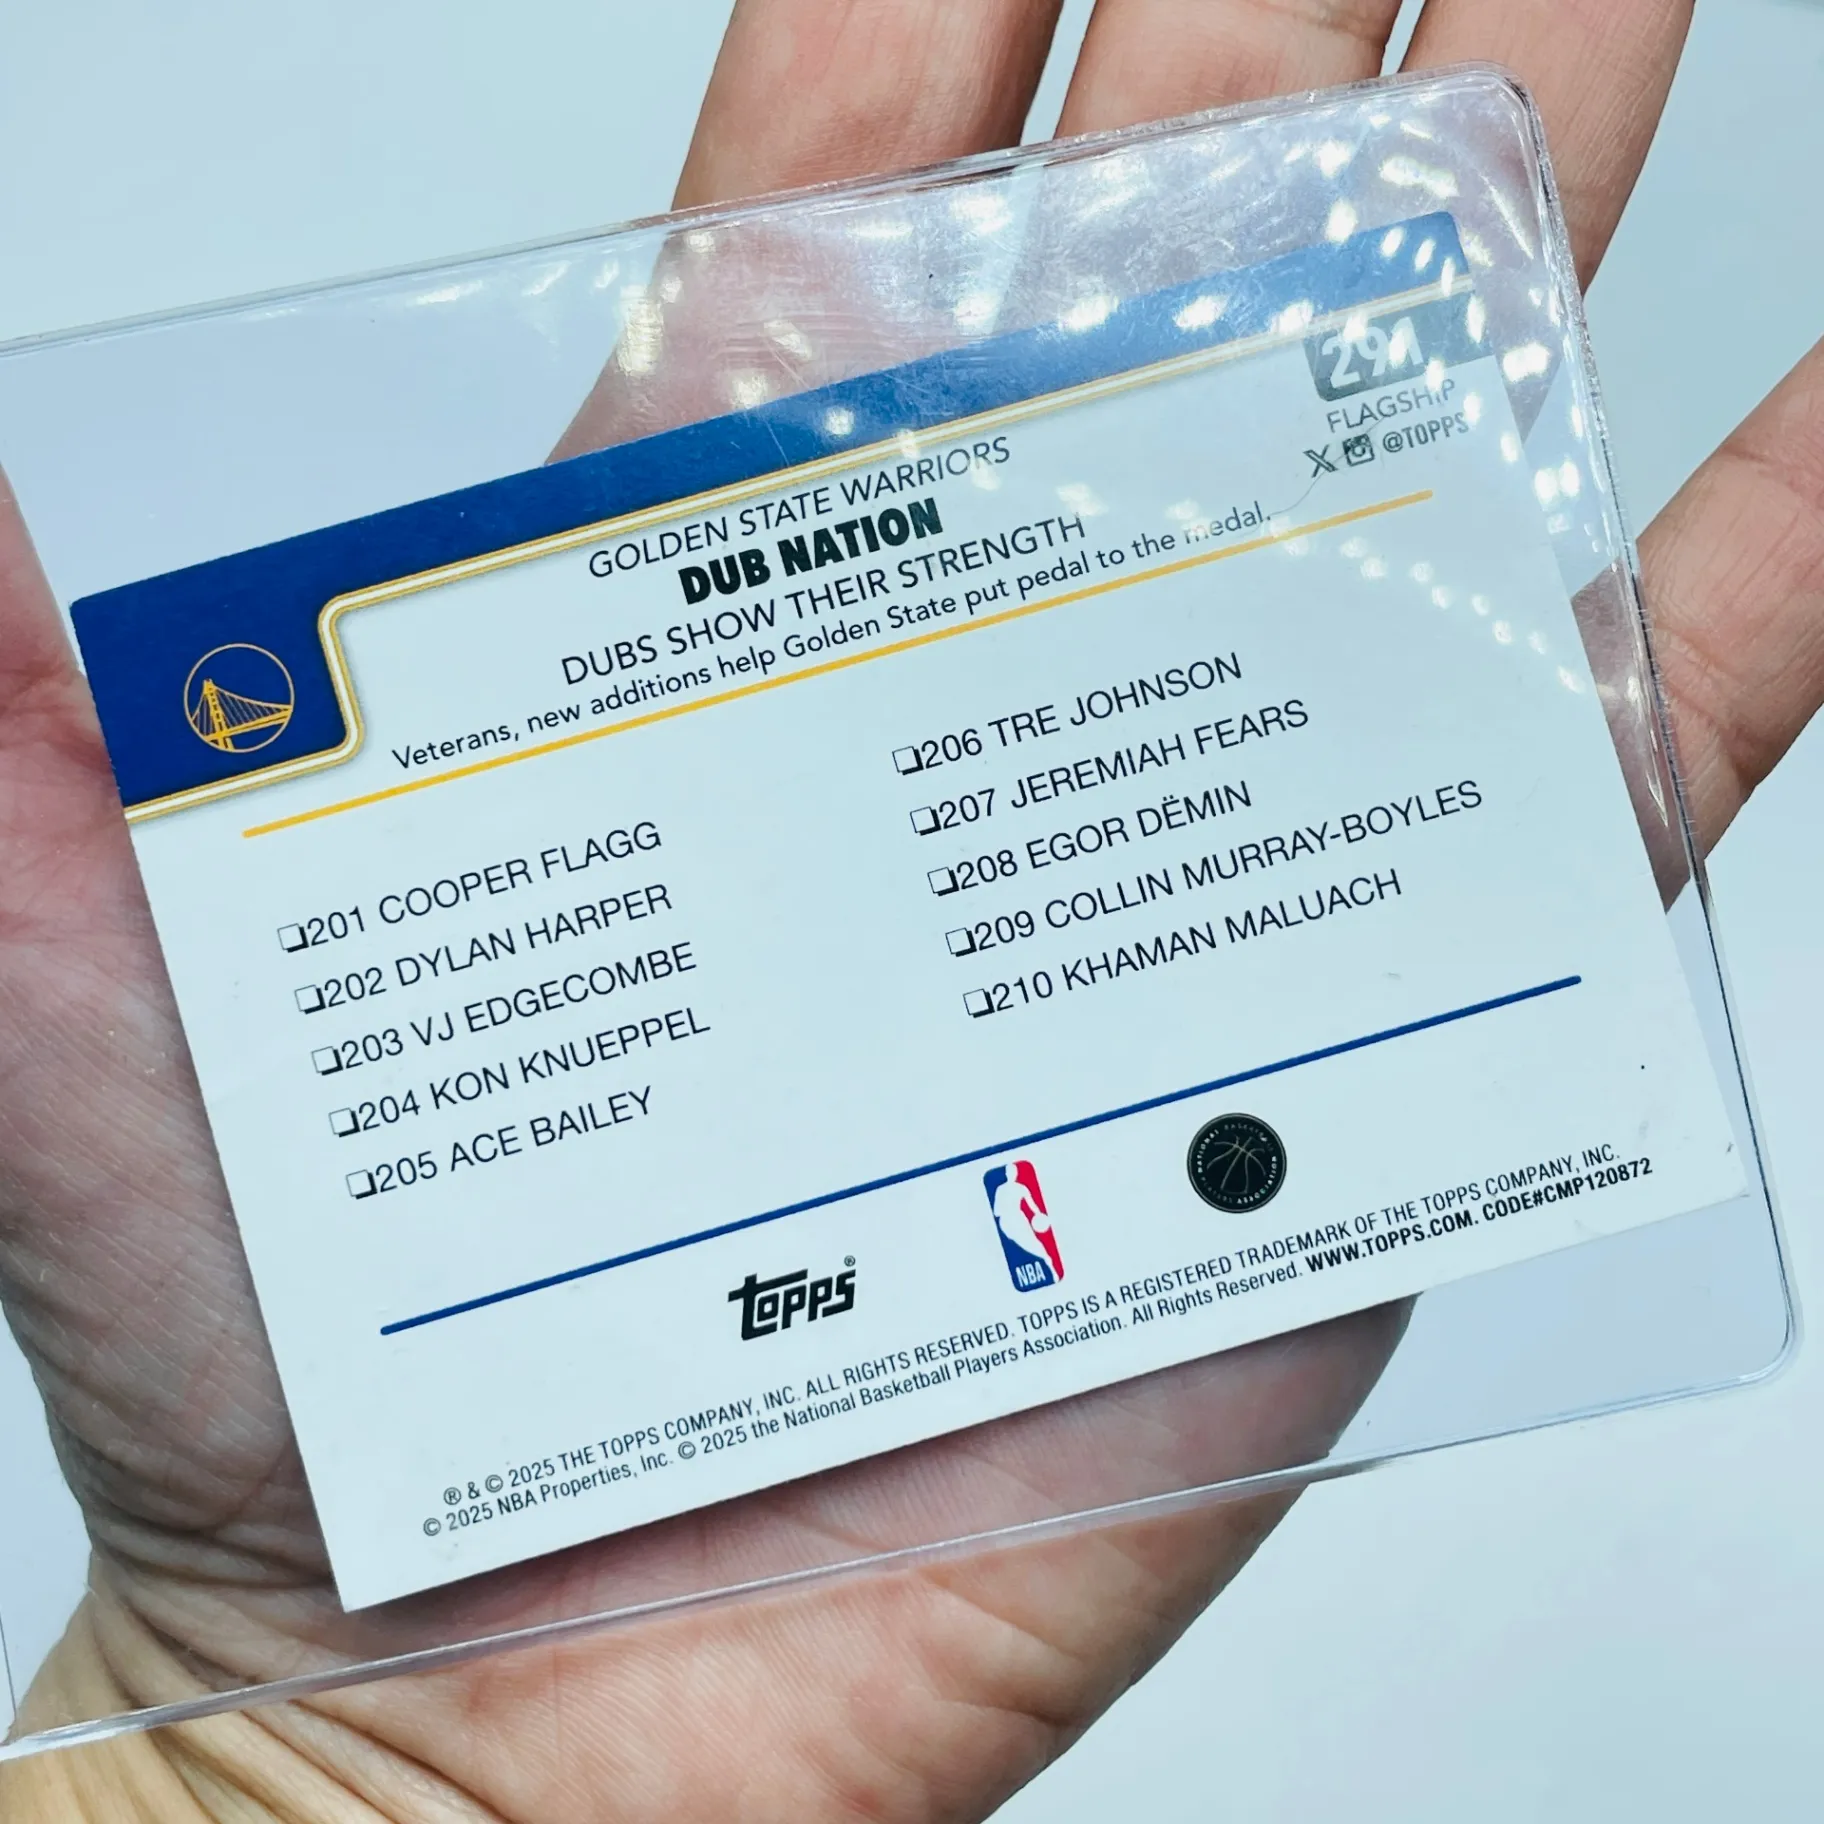 291
FLAGSHIP
X @TOPPS
GOLDEN STATE WARRIORS
DUB NATION
DUBS SHOW THEIR STRENGTH
Veterans, new additions help Golden State put pedal to the medal.
❏201 COOPER FLAGG
❏202 DYLAN HARPER
❏203 VJ EDGECOMBE
❏204 KON KNUEPPEL
❏205 ACE BAILEY
❏206 TRE JOHNSON
❏207 JEREMIAH FEARS
❏208 EGOR DËMIN
❏209 COLLIN MURRAY-BOYLES
❏210 KHAMAN MALUACH
Topps®
NBA
® & © 2025 THE TOPPS COMPANY, INC. ALL RIGHTS RESERVED. TOPPS IS A REGISTERED TRADEMARK OF THE TOPPS COMPANY, INC.
© 2025 NBA Properties, Inc. © 2025 the National Basketball Players Association. All Rights Reserved. WWW.TOPPS.COM. CODE#CMP120872